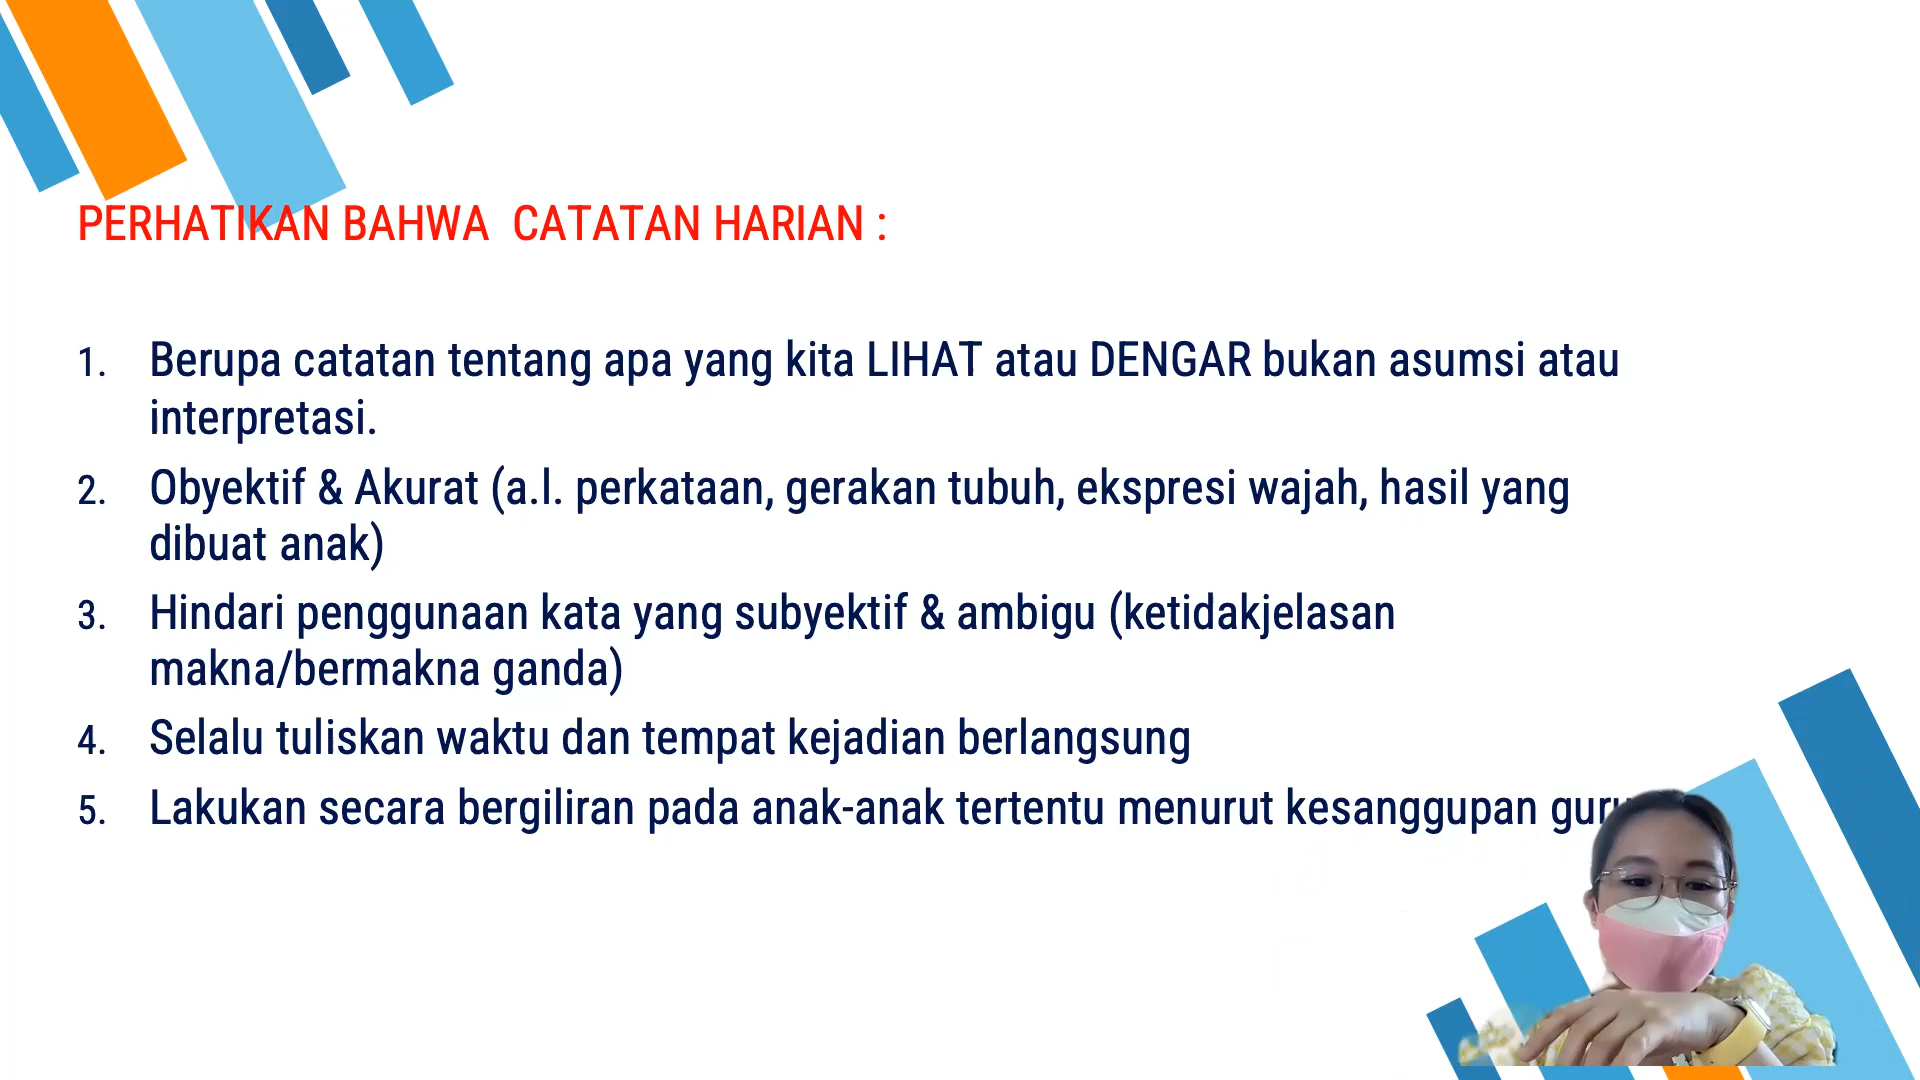 PERHATIKAN BAHWA CATATAN HARIAN :
1. Berupa catatan tentang apa yang kita LIHAT atau DENGAR bukan asumsi atau
interpretasi.
2. Obyektif & Akurat (a.l. perkataan, gerakan tubuh, ekspresi wajah, hasil yang
dibuat anak)
3. Hindari penggunaan kata yang subyektif & ambigu (ketidakjelasan
makna/bermakna ganda)
4. Selalu tuliskan waktu dan tempat kejadian berlangsung
5. Lakukan secara bergiliran pada anak-anak tertentu menurut kesanggupan guru